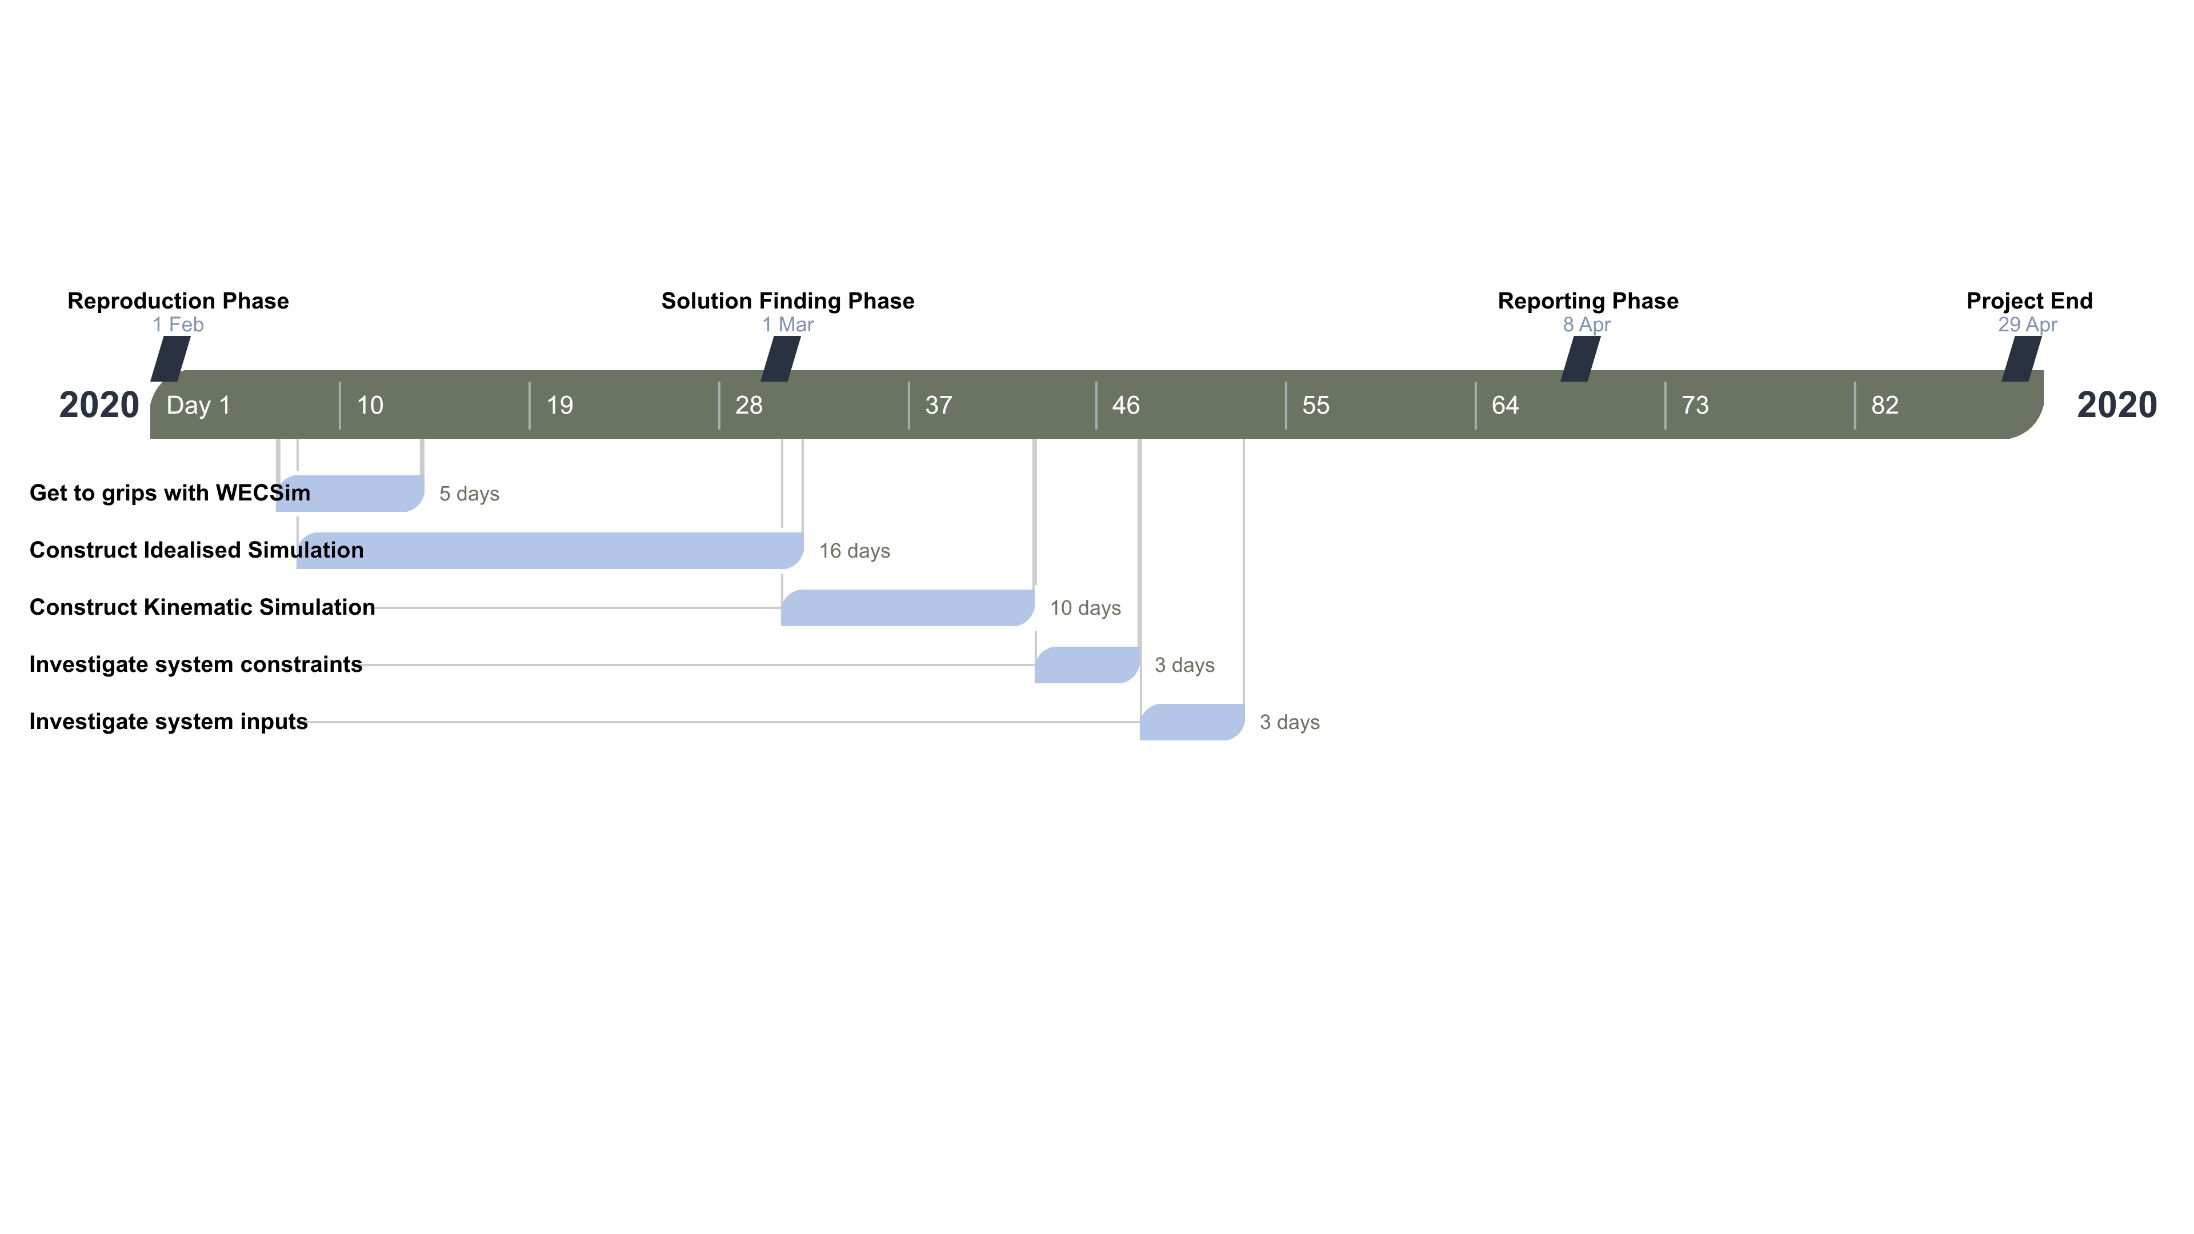 Reproduction Phase
1 Feb
Solution Finding Phase
1 Mar
Reporting Phase
8 Apr
Project End
29 Apr
2020
Day 1
10
19
28
37
46
55
64
73
82
2020
Get to grips with WECSim
5 days
Construct Idealised Simulation
16 days
Construct Kinematic Simulation
10 days
Investigate system constraints
3 days
Investigate system inputs
3 days